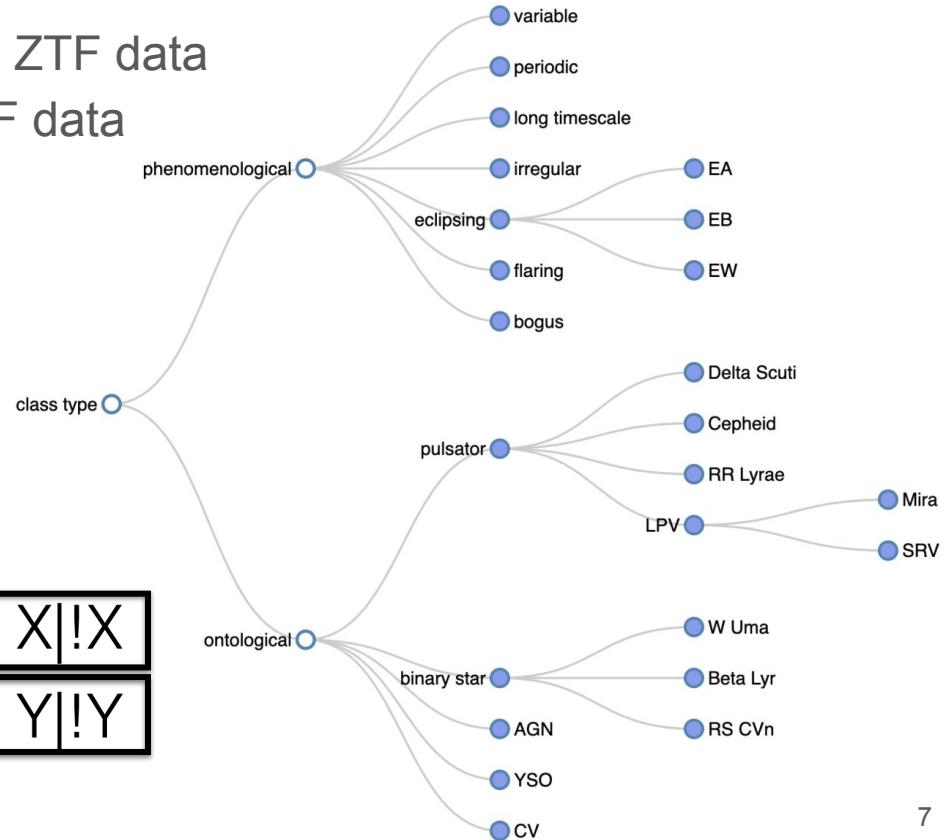 ZTF data
F data
class type
phenomenological
variable
periodic
long timescale
irregular
eclipsing
EA
EB
EW
flaring
bogus
ontological
pulsator
Delta Scuti
Cepheid
RR Lyrae
LPV
Mira
SRV
binary star
W Uma
Beta Lyr
RS CVn
AGN
YSO
CV
X|!X
Y|!Y
7